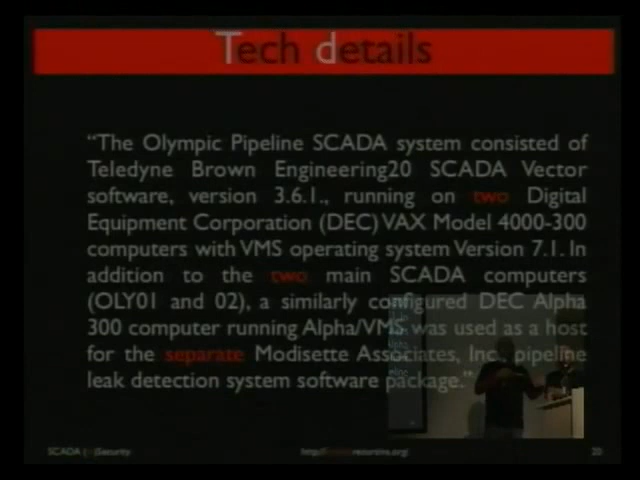 Tech details
“The Olympic Pipeline SCADA system consisted of
Teledyne Brown Engineering20 SCADA Vector
software, version 3.6.1., running on two Digital
Equipment Corporation (DEC) VAX Model 4000-300
computers with VMS operating system Version 7.1. In
addition to the two main SCADA computers
(OLY01 and 02), a similarly configured DEC Alpha
300 computer running Alpha/VMS was used as a host
for the separate Modisette Associates, Inc., pipeline
leak detection system software package.”
SCADA Security
20